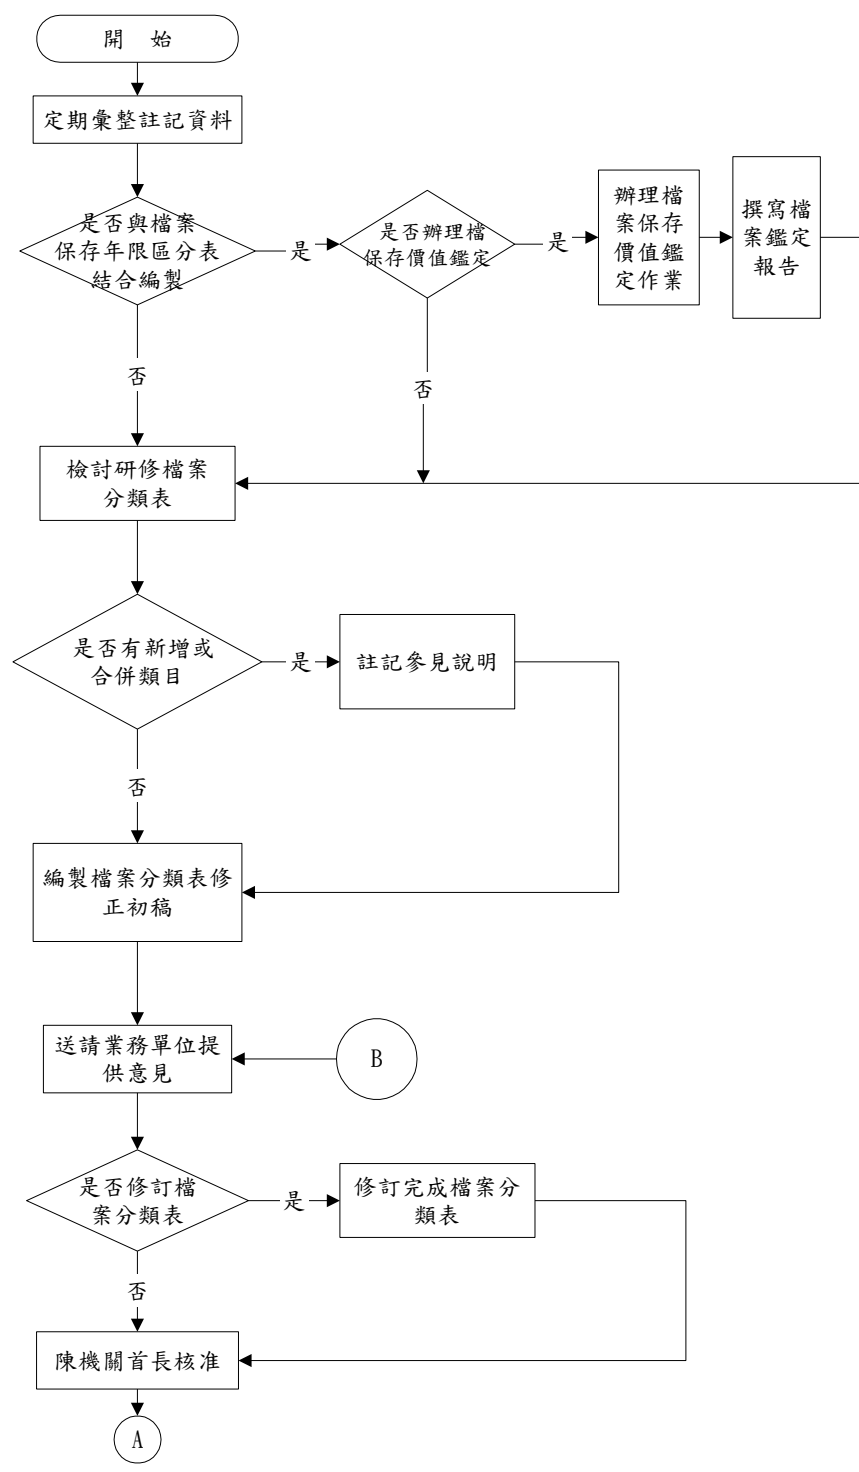 開 始
定期彙整註記資料
是否與檔案
保存年限區分表
結合編製
是
是否辦理檔
保存價值鑑定
是
辦理檔
案保存
價值鑑
定作業
撰寫檔
案鑑定
報告
否
否
檢討研修檔案
分類表
是否有新增或
合併類目
是
註記參見說明
否
編製檔案分類表修
正初稿
送請業務單位提
供意見
B
是否修訂檔
案分類表
是
修訂完成檔案分
類表
否
陳機關首長核准
A